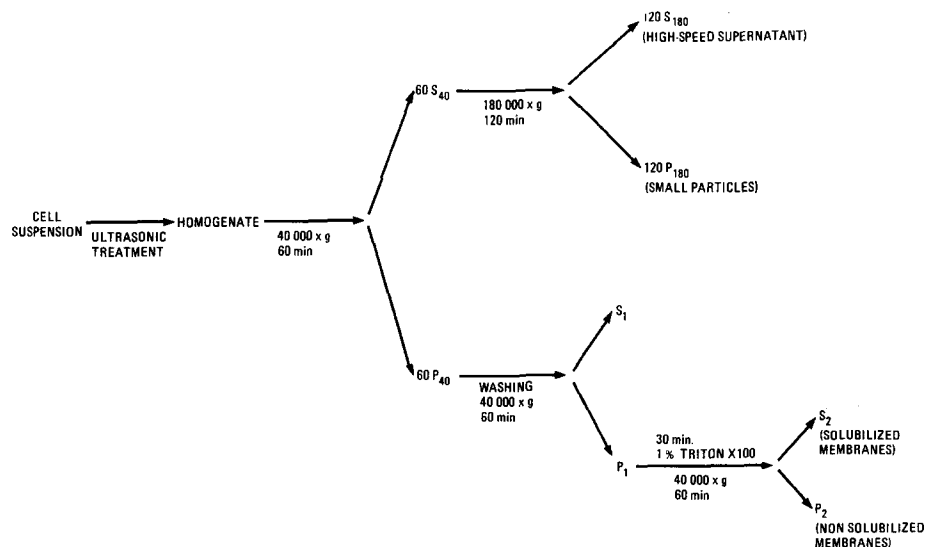 120 S180
(HIGH-SPEED SUPERNATANT)
60 S40
180 000 x g
120 min
120 P180
(SMALL PARTICLES)
CELL
SUSPENSION
ULTRASONIC
TREATMENT
HOMOGENATE
40 000 x g
60 min
S1
60 P40
WASHING
40 000 x g
60 min
P1
30 min.
1 % TRITON X100
40 000 x g
60 min
S2
(SOLUBILIZED
MEMBRANES)
P2
(NON SOLUBILIZED
MEMBRANES)